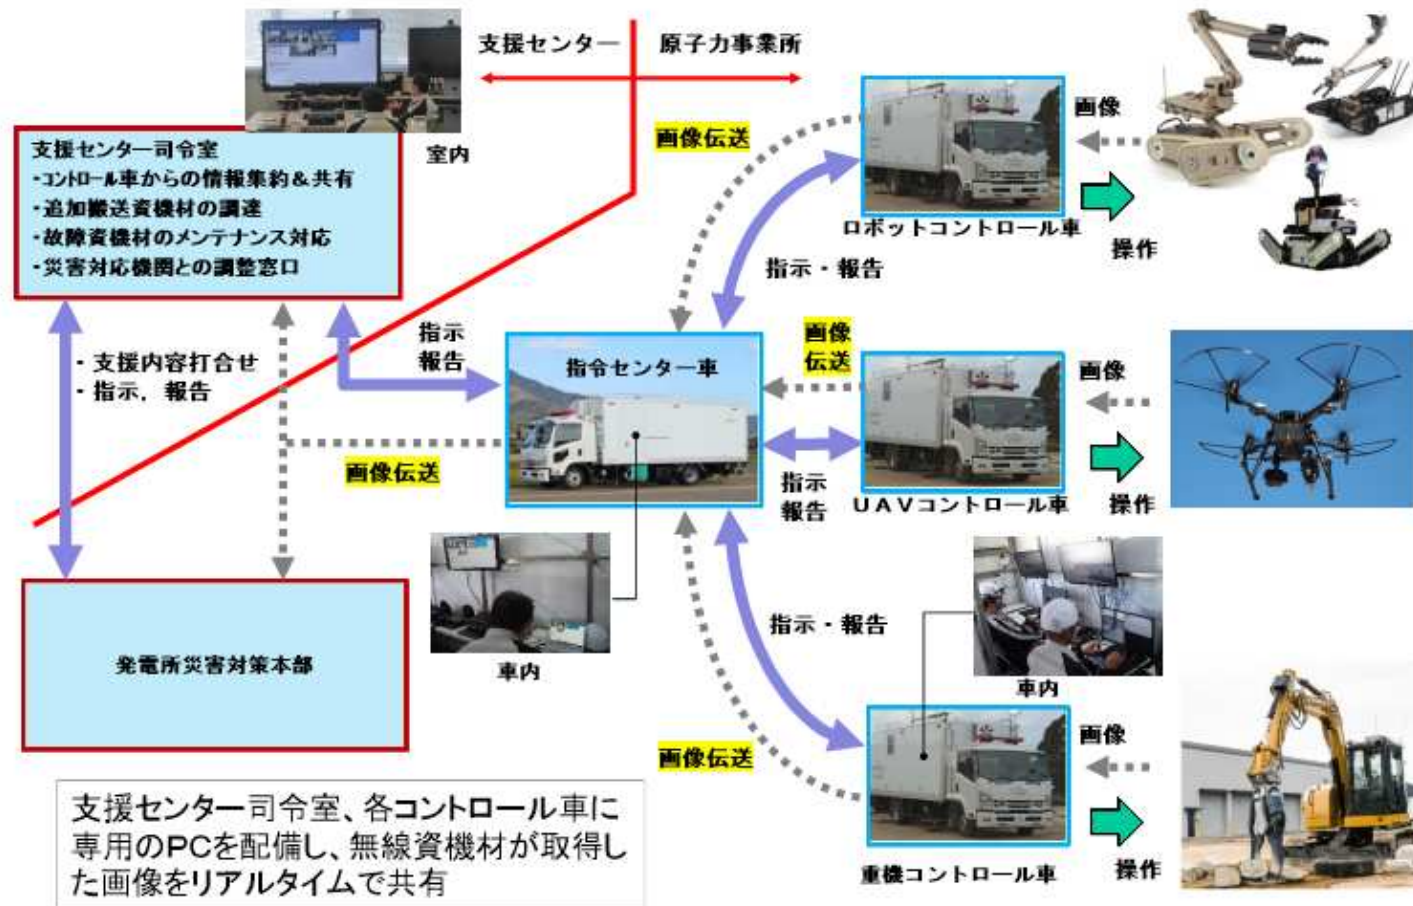 支援センター
原子力事業所
室内
支援センター司令室
・コントロール車からの情報集約＆共有
・追加搬送資機材の調達
・故障資機材のメンテナンス対応
・災害対応機関との調整窓口
画像伝送
画像
ロボットコントロール車
操作
指示・報告
・支援内容打合せ
・指示，報告
指示
報告
指令センター車
画像
伝送
画像
指示
報告
UAVコントロール車
操作
画像伝送
車内
指示・報告
車内
発電所災害対策本部
画像伝送
画像
重機コントロール車
操作
支援センター司令室、各コントロール車に
専用のPCを配備し、無線資機材が取得し
た画像をリアルタイムで共有